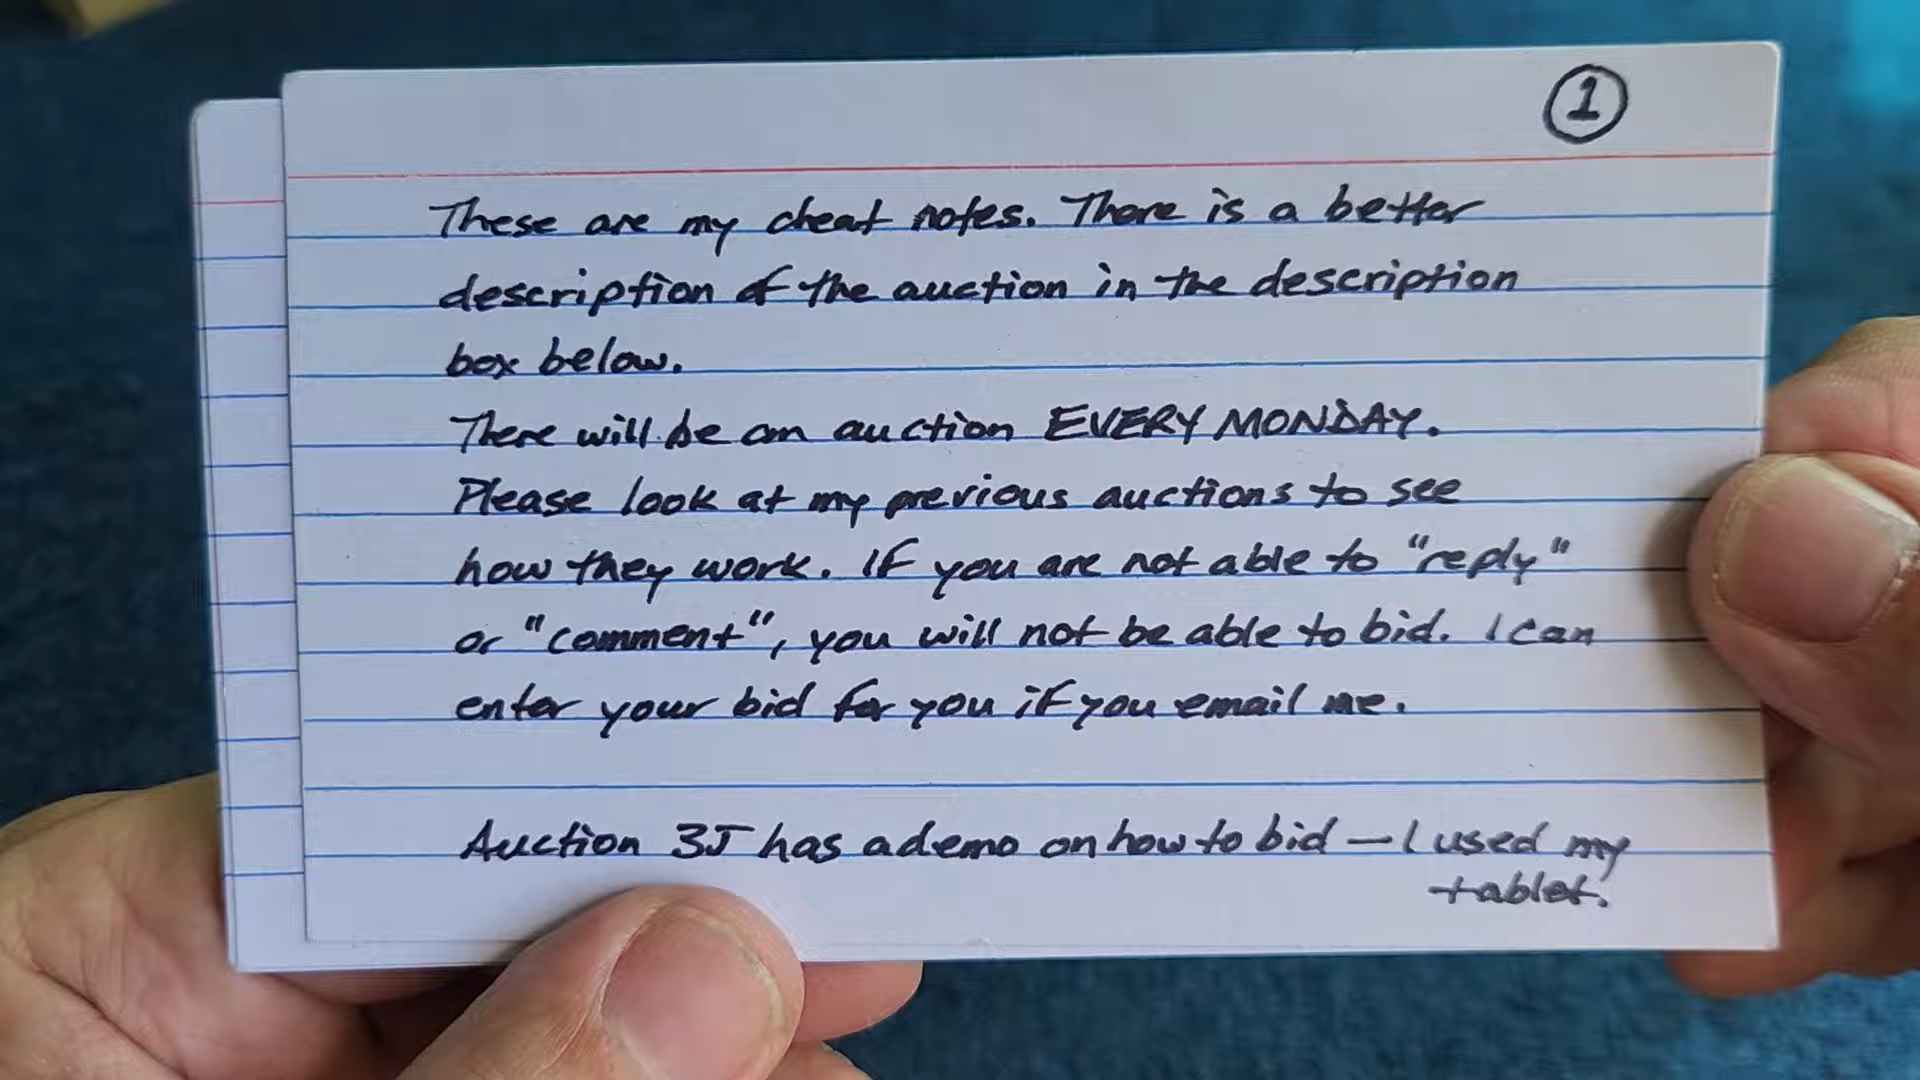 1
These are my cheat notes. There is a better
description of the auction in the description
box below.
There will be an auction EVERY MONDAY.
Please look at my previous auctions to see
how they work. If you are not able to "reply"
or "comment", you will not be able to bid. I can
enter your bid for you if you email me.
Auction 3J has a demo on how to bid — I used my
tablet.